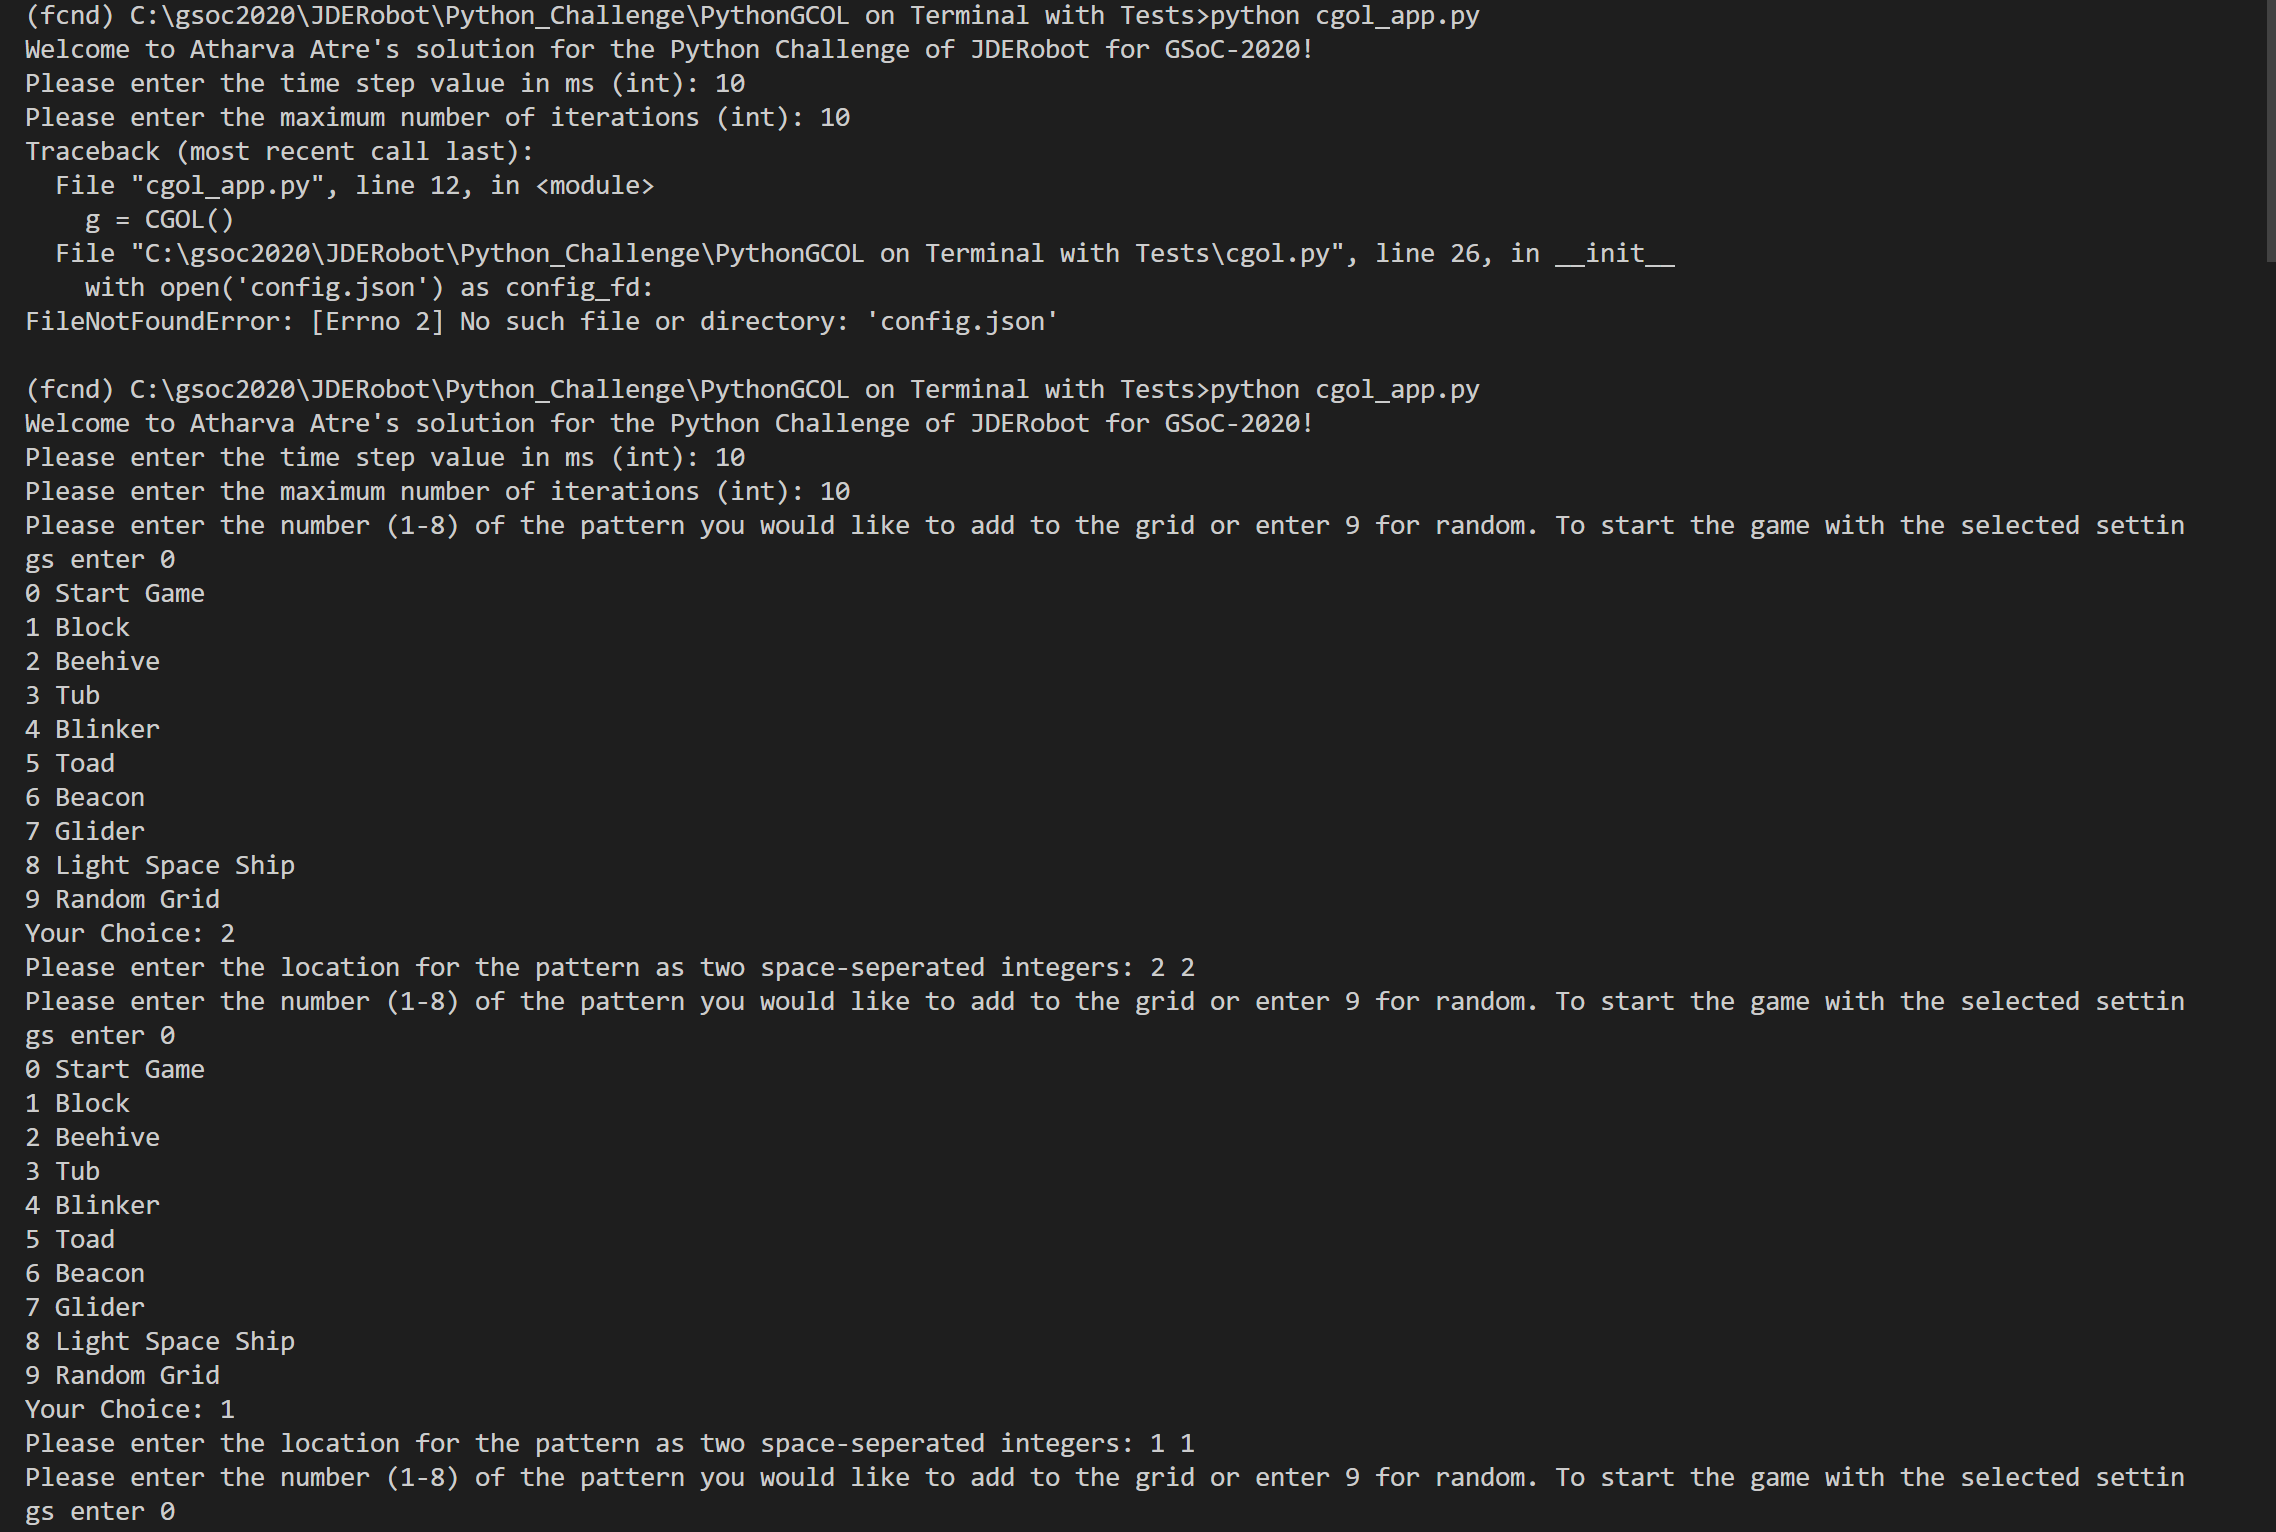 (fcnd) C:\gsoc2020\JDERobot\Python_Challenge\PythonGCOL on Terminal with Tests>python cgol_app.py
Welcome to Atharva Atre's solution for the Python Challenge of JDERobot for GSoC-2020!
Please enter the time step value in ms (int): 10
Please enter the maximum number of iterations (int): 10
Traceback (most recent call last):
  File "cgol_app.py", line 12, in <module>
    g = CGOL()
  File "C:\gsoc2020\JDERobot\Python_Challenge\PythonGCOL on Terminal with Tests\cgol.py", line 26, in __init__
    with open('config.json') as config_fd:
FileNotFoundError: [Errno 2] No such file or directory: 'config.json'

(fcnd) C:\gsoc2020\JDERobot\Python_Challenge\PythonGCOL on Terminal with Tests>python cgol_app.py
Welcome to Atharva Atre's solution for the Python Challenge of JDERobot for GSoC-2020!
Please enter the time step value in ms (int): 10
Please enter the maximum number of iterations (int): 10
Please enter the number (1-8) of the pattern you would like to add to the grid or enter 9 for random. To start the game with the selected settin
gs enter 0
0 Start Game
1 Block
2 Beehive
3 Tub
4 Blinker
5 Toad
6 Beacon
7 Glider
8 Light Space Ship
9 Random Grid
Your Choice: 2
Please enter the location for the pattern as two space-seperated integers: 2 2
Please enter the number (1-8) of the pattern you would like to add to the grid or enter 9 for random. To start the game with the selected settin
gs enter 0
0 Start Game
1 Block
2 Beehive
3 Tub
4 Blinker
5 Toad
6 Beacon
7 Glider
8 Light Space Ship
9 Random Grid
Your Choice: 1
Please enter the location for the pattern as two space-seperated integers: 1 1
Please enter the number (1-8) of the pattern you would like to add to the grid or enter 9 for random. To start the game with the selected settin
gs enter 0